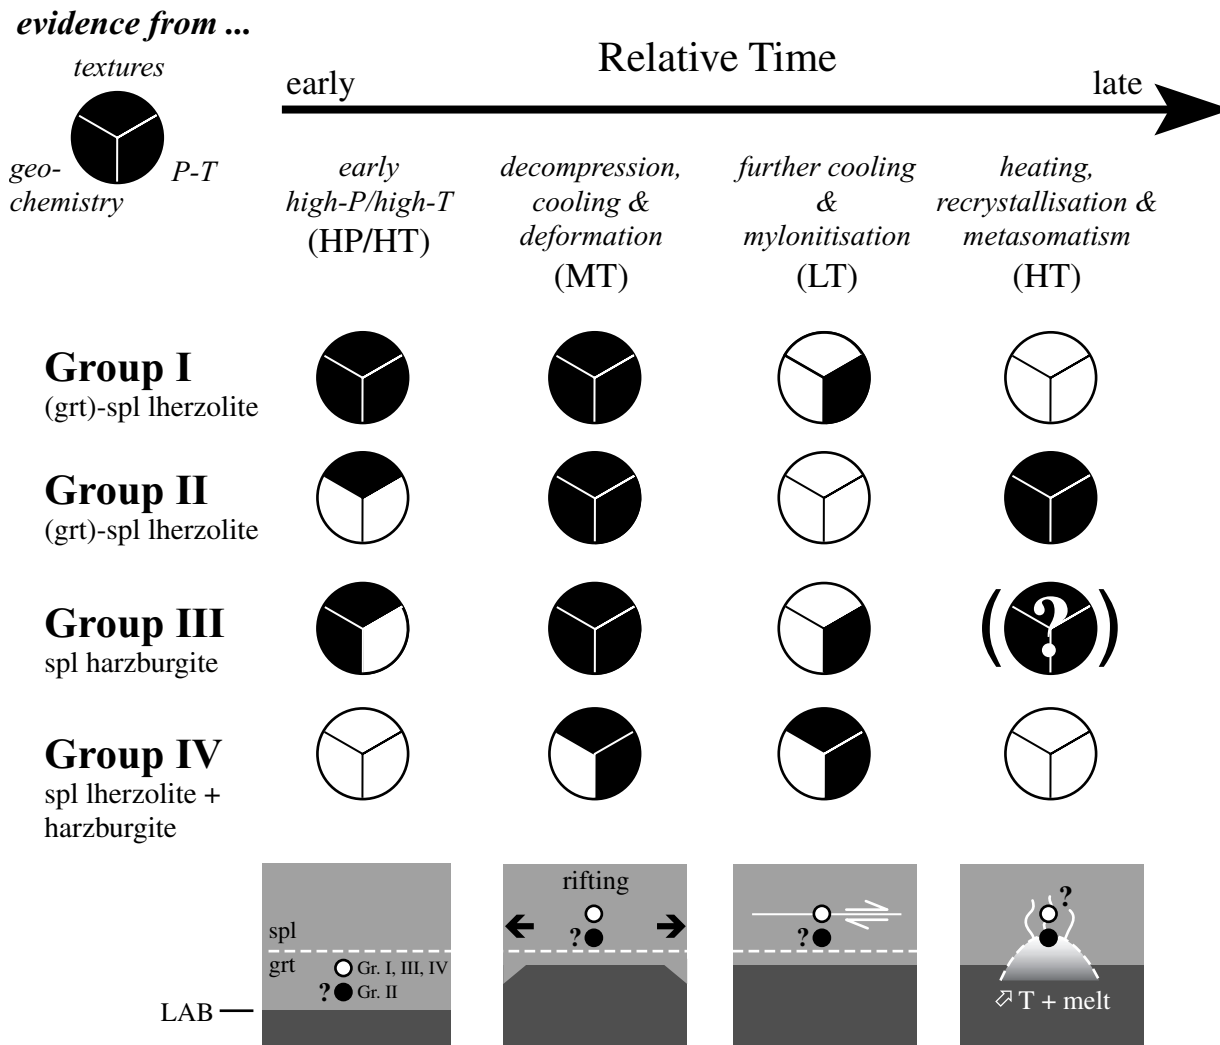 evidence from ...
textures
geo-
chemistry
P-T
Relative Time
early
late
early
high-P/high-T
(HP/HT)
decompression,
cooling &
deformation
(MT)
further cooling
&
mylonitisation
(LT)
heating,
recrystallisation &
metasomatism
(HT)
Group I
(grt)-spl lherzolite
Group II
(grt)-spl lherzolite
Group III
spl harzburgite
(?)
Group IV
spl lherzolite +
harzburgite
spl
grt
Gr. I, III, IV
? Gr. II
LAB
rifting
?
?
?
T + melt